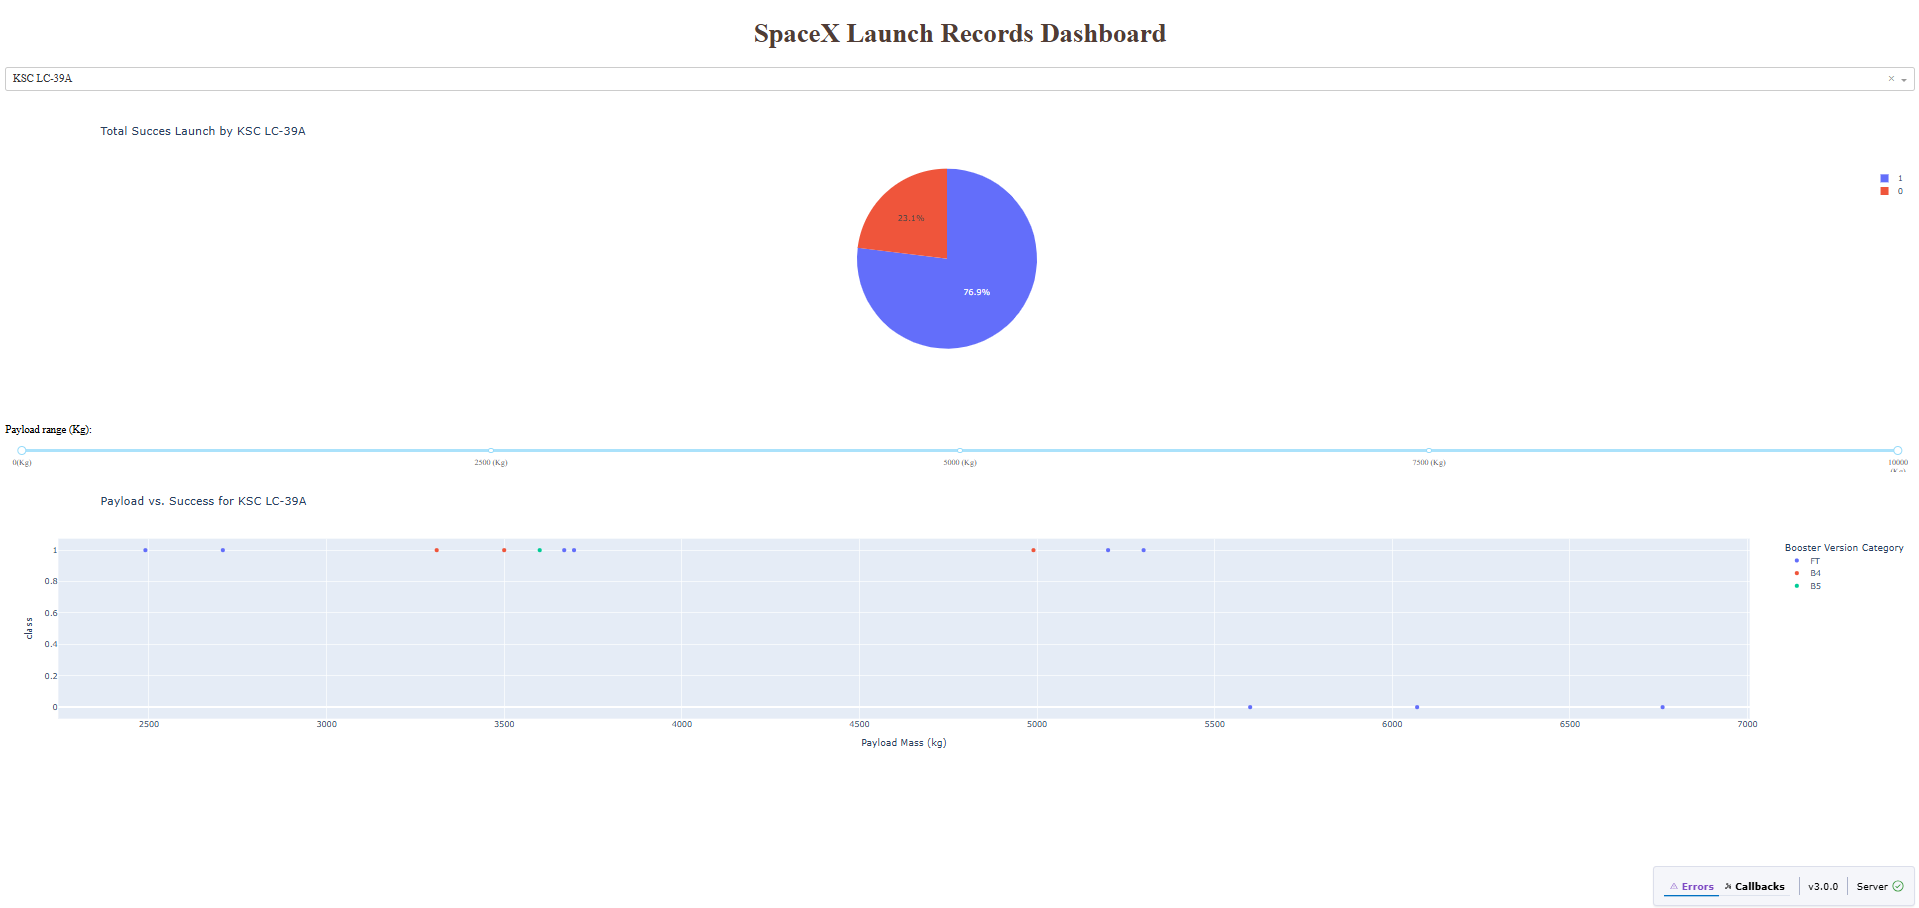 SpaceX Launch Records Dashboard
KSC LC-39A
×
Total Succes Launch by KSC LC-39A
1
0
23.1%
76.9%
Payload range (Kg):
0(Kg) 2500 (Kg) 5000 (Kg) 7500 (Kg) 10000
(Kg)
Payload vs. Success for KSC LC-39A
Booster Version Category
FT
B4
B5
1
0.8
0.6
0.4
0.2
0
class
2500 3000 3500 4000 4500 5000 5500 6000 6500 7000
Payload Mass (kg)
Errors Callbacks v3.0.0 Server